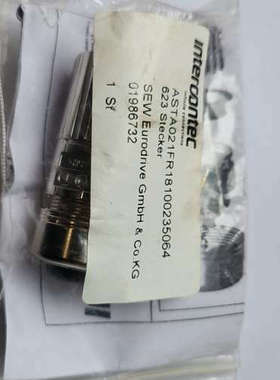 intercontec
ASTA021FR18100235064
623 Stecker
SEW Eurodrive GmbH & Co.KG
01986732
1 St